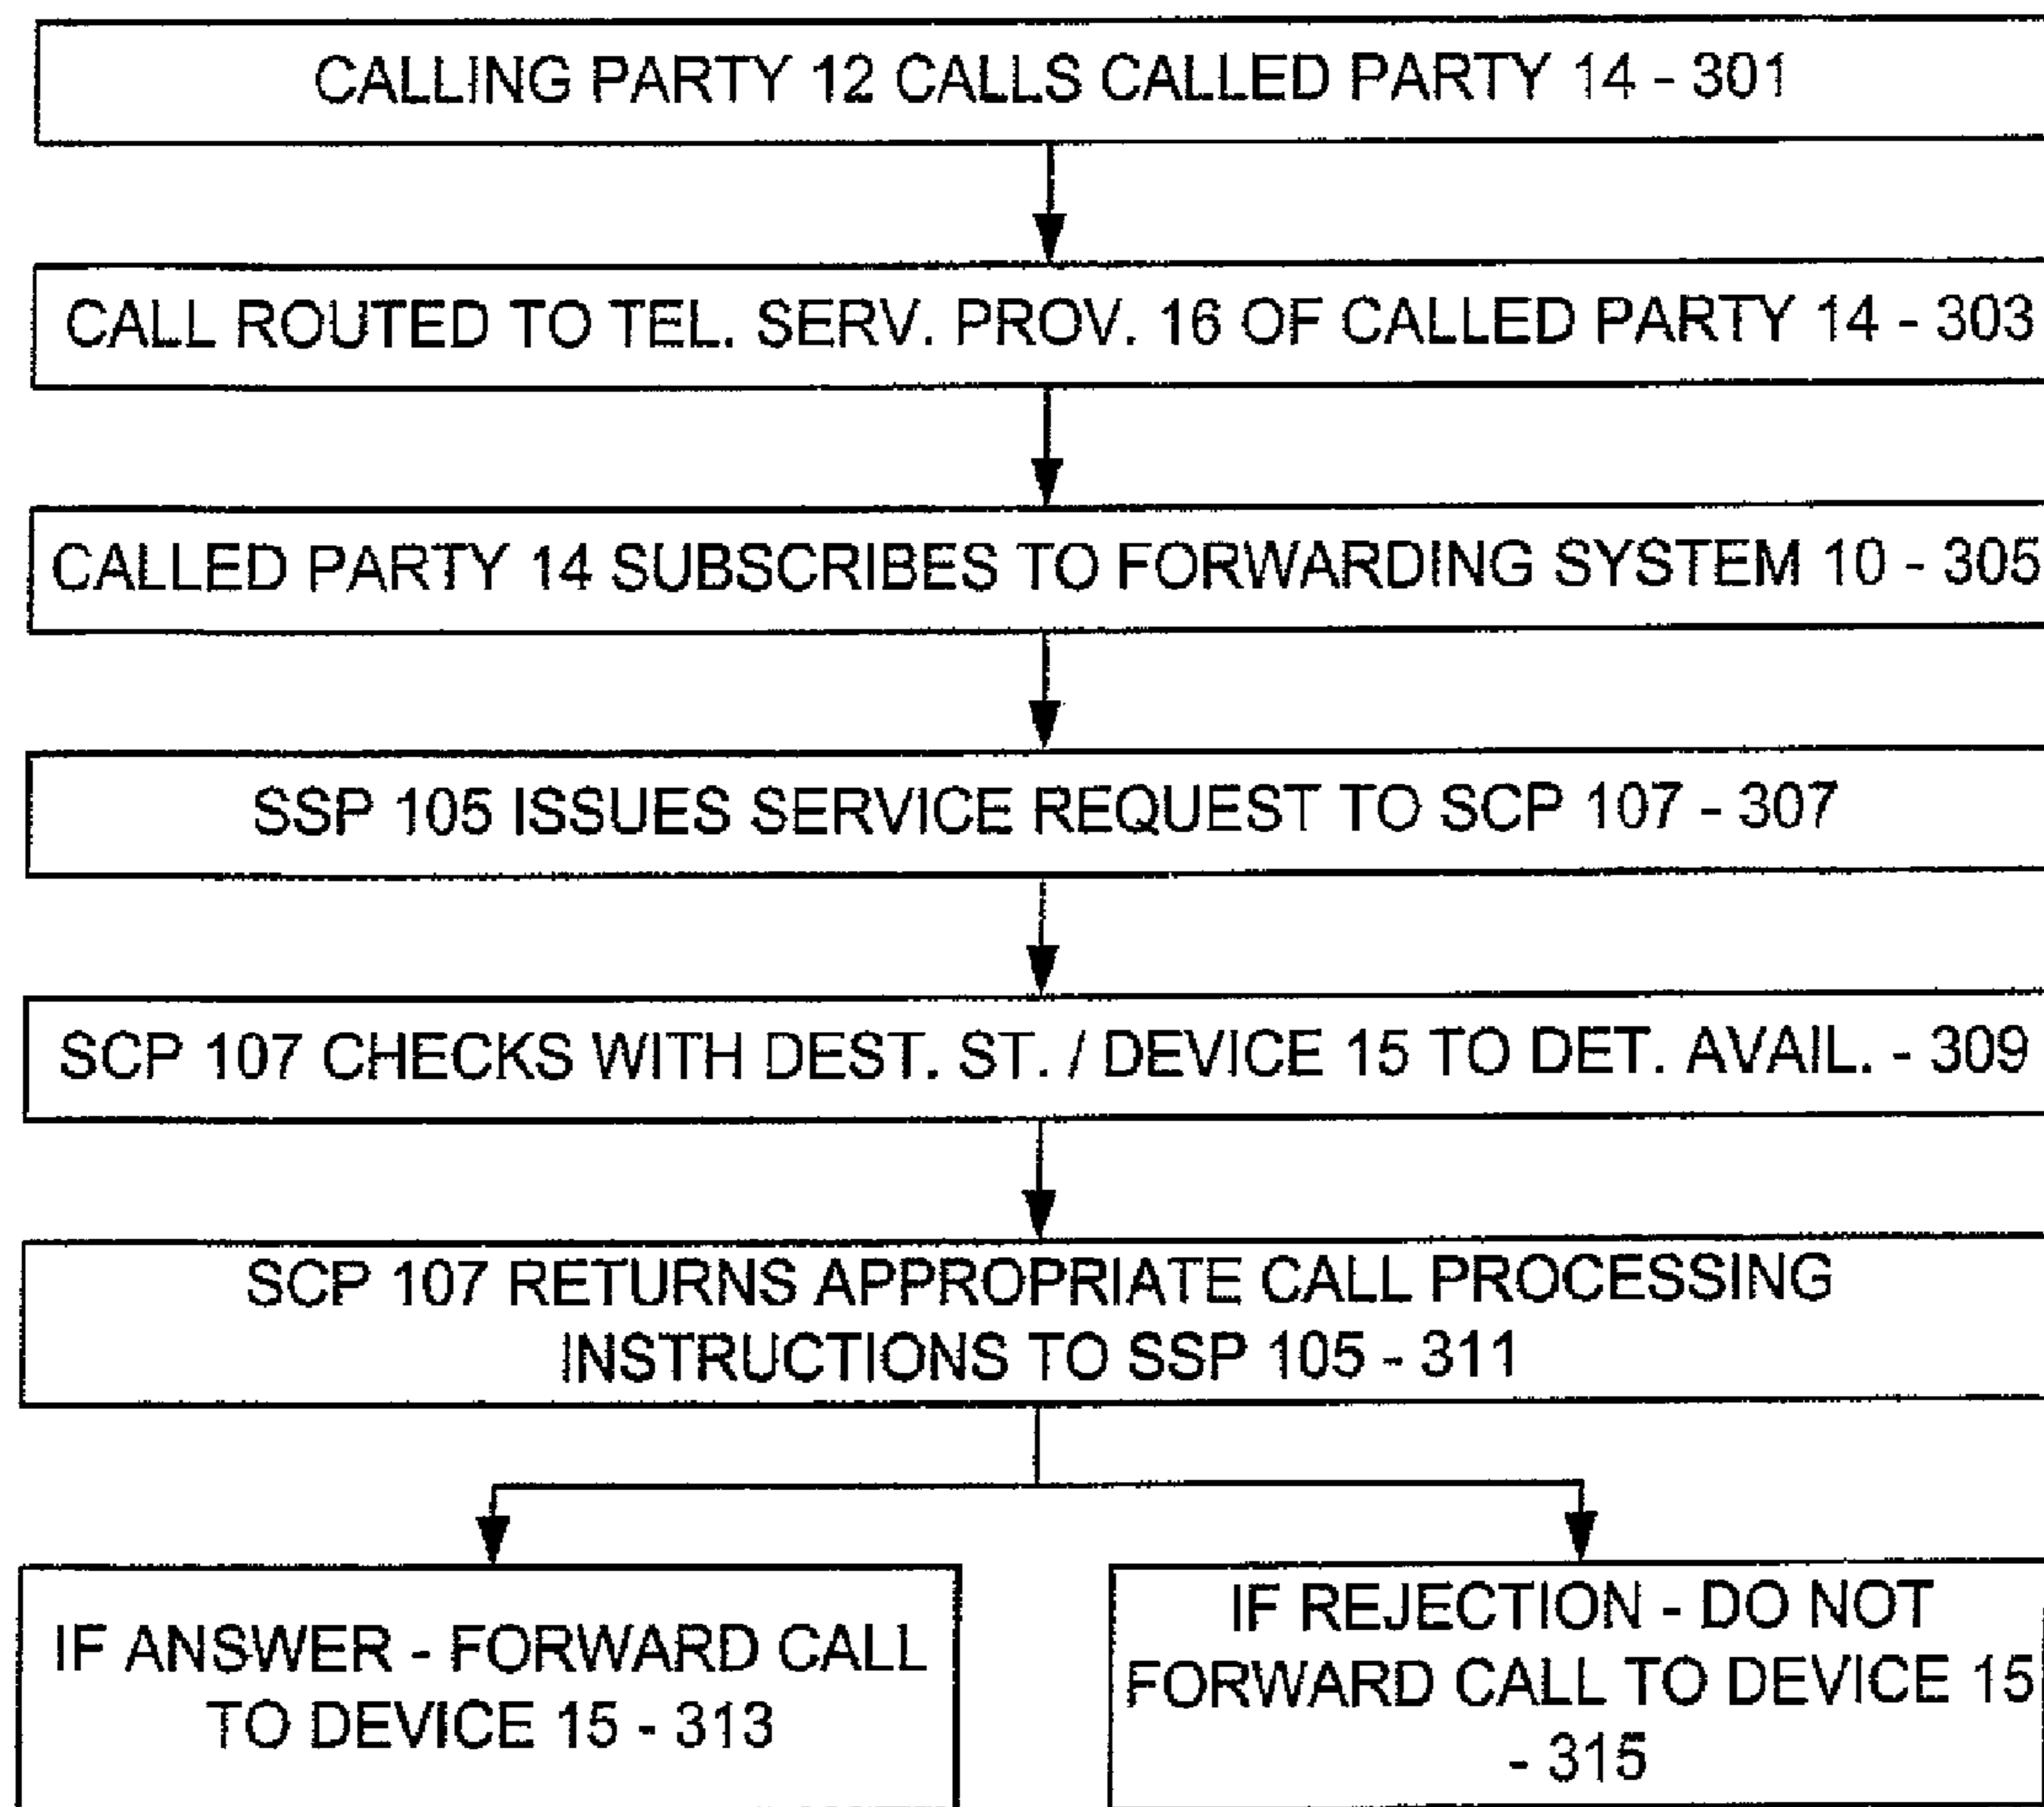 CALLING PARTY 12 CALLS CALLED PARTY 14 - 301
CALL ROUTED TO TEL. SERV. PROV. 16 OF CALLED PARTY 14 - 303
CALLED PARTY 14 SUBSCRIBES TO FORWARDING SYSTEM 10 - 305
SSP 105 ISSUES SERVICE REQUEST TO SCP 107 - 307
SCP 107 CHECKS WITH DEST. ST. / DEVICE 15 TO DET. AVAIL. - 309
SCP 107 RETURNS APPROPRIATE CALL PROCESSING
INSTRUCTIONS TO SSP 105 - 311
IF ANSWER - FORWARD CALL
TO DEVICE 15 - 313
IF REJECTION - DO NOT
FORWARD CALL TO DEVICE 15
- 315